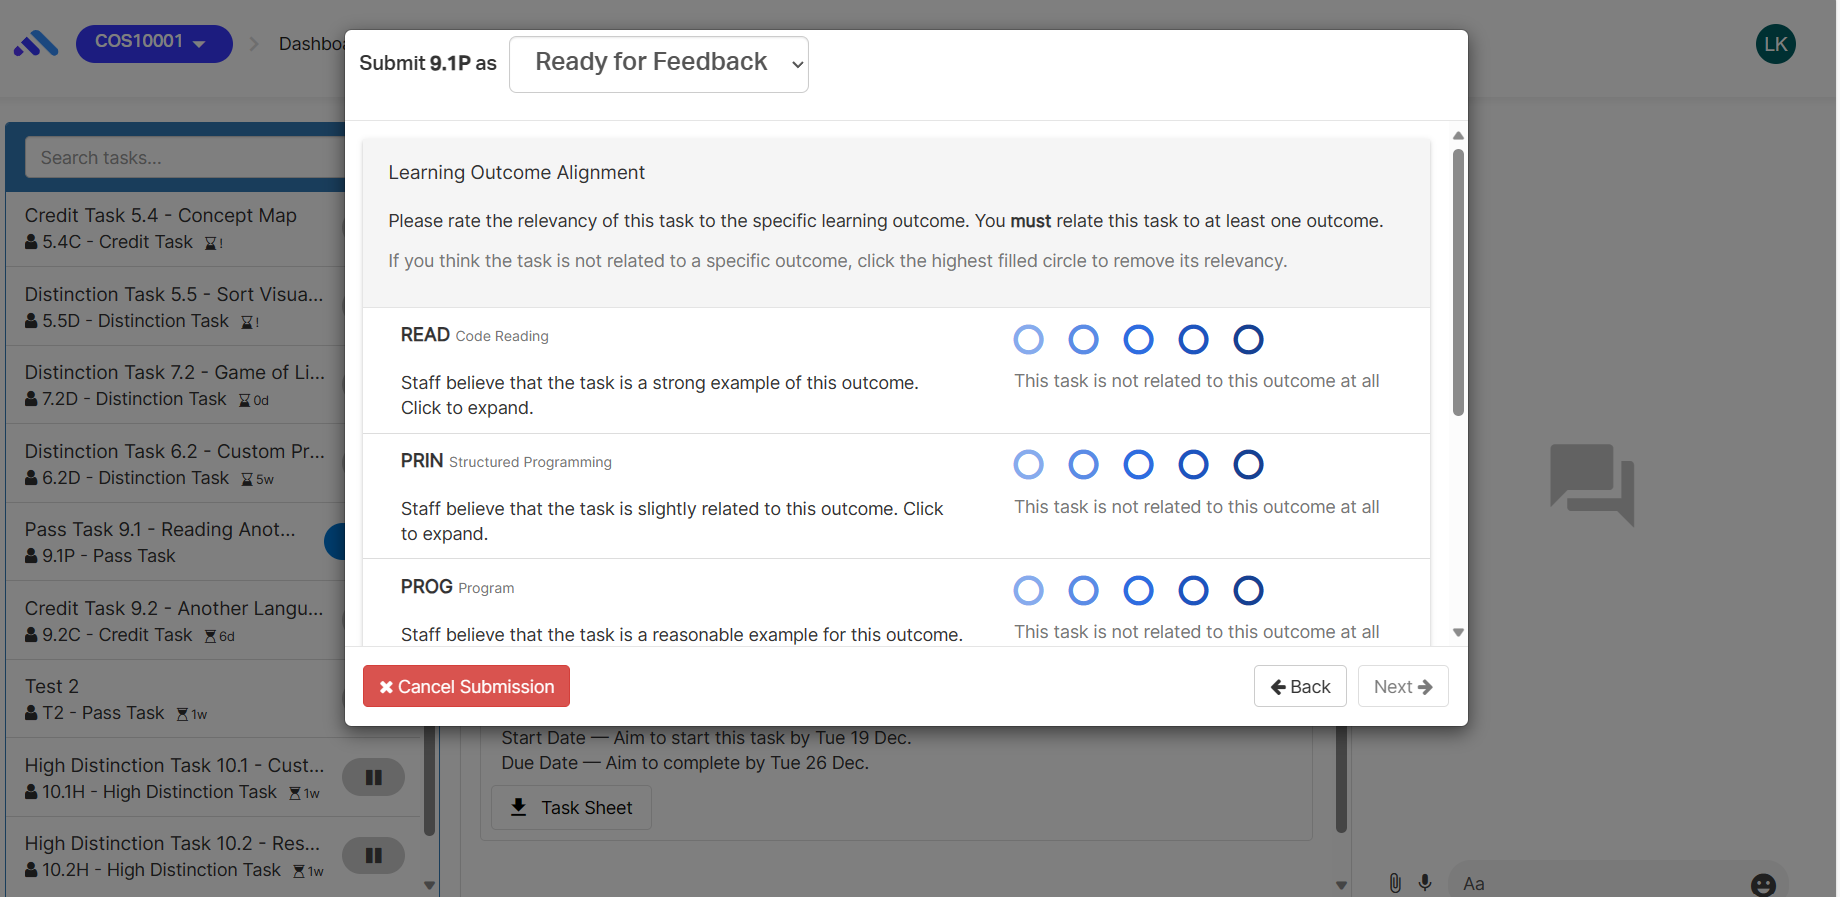 COS10001
Dashboa
LK
Submit 9.1P as
Ready for Feedback
Search tasks...
Learning Outcome Alignment
Please rate the relevancy of this task to the specific learning outcome. You must relate this task to at least one outcome.
If you think the task is not related to a specific outcome, click the highest filled circle to remove its relevancy.
READ Code Reading
Staff believe that the task is a strong example of this outcome.
Click to expand.
This task is not related to this outcome at all
PRIN Structured Programming
Staff believe that the task is slightly related to this outcome. Click
to expand.
This task is not related to this outcome at all
PROG Program
Staff believe that the task is a reasonable example for this outcome.
This task is not related to this outcome at all
Cancel Submission
Back
Next
Credit Task 5.4 - Concept Map
5.4C - Credit Task !
Distinction Task 5.5 - Sort Visua...
5.5D - Distinction Task !
Distinction Task 7.2 - Game of Li...
7.2D - Distinction Task 0d
Distinction Task 6.2 - Custom Pr...
6.2D - Distinction Task 5w
Pass Task 9.1 - Reading Anot...
9.1P - Pass Task
Credit Task 9.2 - Another Langu...
9.2C - Credit Task 6d
Test 2
T2 - Pass Task 1w
High Distinction Task 10.1 - Cust...
10.1H - High Distinction Task 1w
High Distinction Task 10.2 - Res...
10.2H - High Distinction Task 1w
Start Date — Aim to start this task by Tue 19 Dec.
Due Date — Aim to complete by Tue 26 Dec.
Task Sheet
Aa